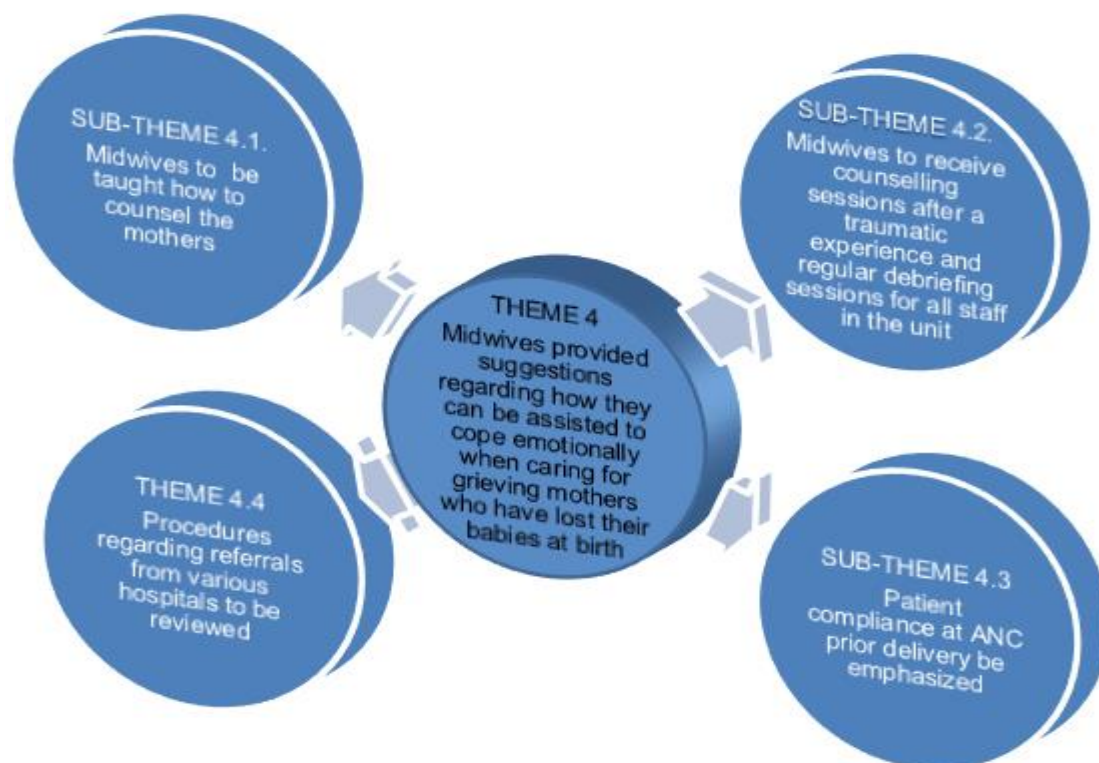 SUB-THEME 4.1.
Midwives to be
taught how to
counsel the
mothers
SUB-THEME 4.2.
Midwives to receive
counselling
sessions after a
traumatic
experience and
regular debriefing
sessions for all staff
in the unit
THEME 4
Midwives provided
suggestions
regarding how they
can be assisted to
cope emotionally
when caring for
grieving mothers
who have lost their
babies at birth
THEME 4.4
Procedures
regarding referrals
from various
hospitals to be
reviewed
SUB-THEME 4.3
Patient
compliance at ANC
prior delivery be
emphasized